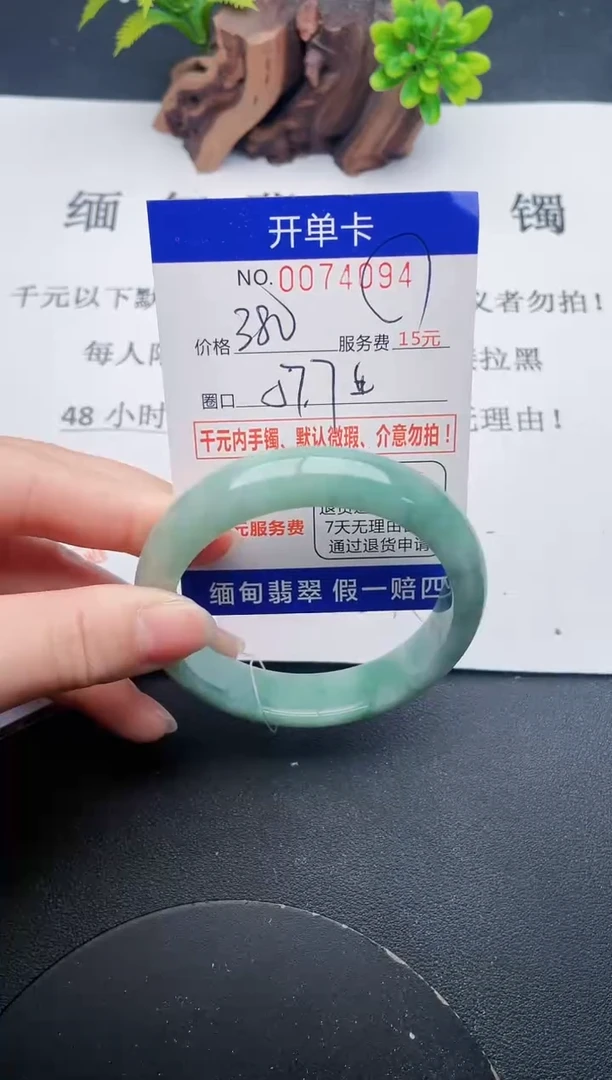 缅 镯
开单卡
NO. 0074094
千元以下 义者勿拍！
价格 380 服务费 15元
每人 拉黑
圈口 57.7
48 小时 理由！
千元内手镯、默认微瑕、介意勿拍！
元服务费 7天无理由
通过退货申请
缅甸翡翠 假一赔四